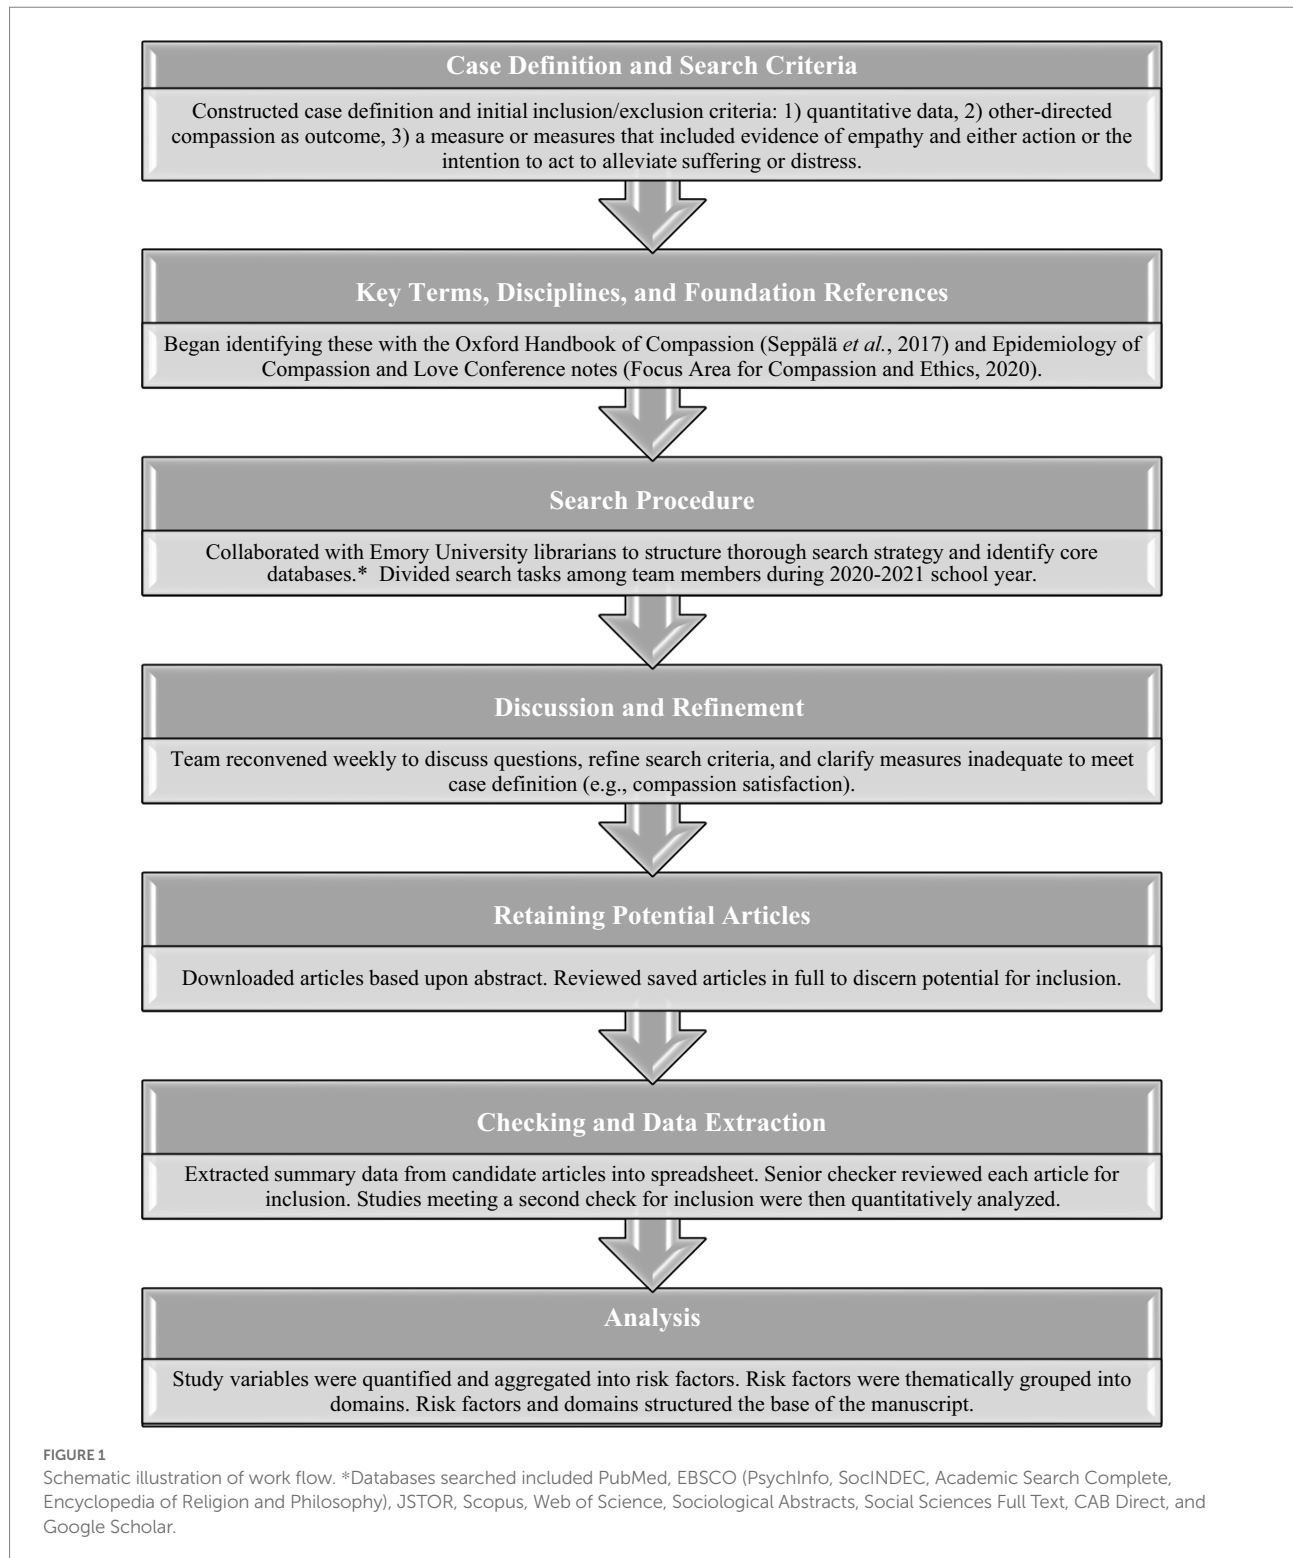 Case Definition and Search Criteria
Constructed case definition and initial inclusion/exclusion criteria: 1) quantitative data, 2) other-directed
compassion as outcome, 3) a measure or measures that included evidence of empathy and either action or the
intention to act to alleviate suffering or distress.
Key Terms, Disciplines, and Foundation References
Began identifying these with the Oxford Handbook of Compassion (Seppälä et al., 2017) and Epidemiology of
Compassion and Love Conference notes (Focus Area for Compassion and Ethics, 2020).
Search Procedure
Collaborated with Emory University librarians to structure thorough search strategy and identify core
databases.* Divided search tasks among team members during 2020-2021 school year.
Discussion and Refinement
Team reconvened weekly to discuss questions, refine search criteria, and clarify measures inadequate to meet
case definition (e.g., compassion satisfaction).
Retaining Potential Articles
Downloaded articles based upon abstract. Reviewed saved articles in full to discern potential for inclusion.
Checking and Data Extraction
Extracted summary data from candidate articles into spreadsheet. Senior checker reviewed each article for
inclusion. Studies meeting a second check for inclusion were then quantitatively analyzed.
Analysis
Study variables were quantified and aggregated into risk factors. Risk factors were thematically grouped into
domains. Risk factors and domains structured the base of the manuscript.
FIGURE 1
Schematic illustration of work flow. *Databases searched included PubMed, EBSCO (PsychInfo, SocINDEC, Academic Search Complete,
Encyclopedia of Religion and Philosophy), JSTOR, Scopus, Web of Science, Sociological Abstracts, Social Sciences Full Text, CAB Direct, and
Google Scholar.